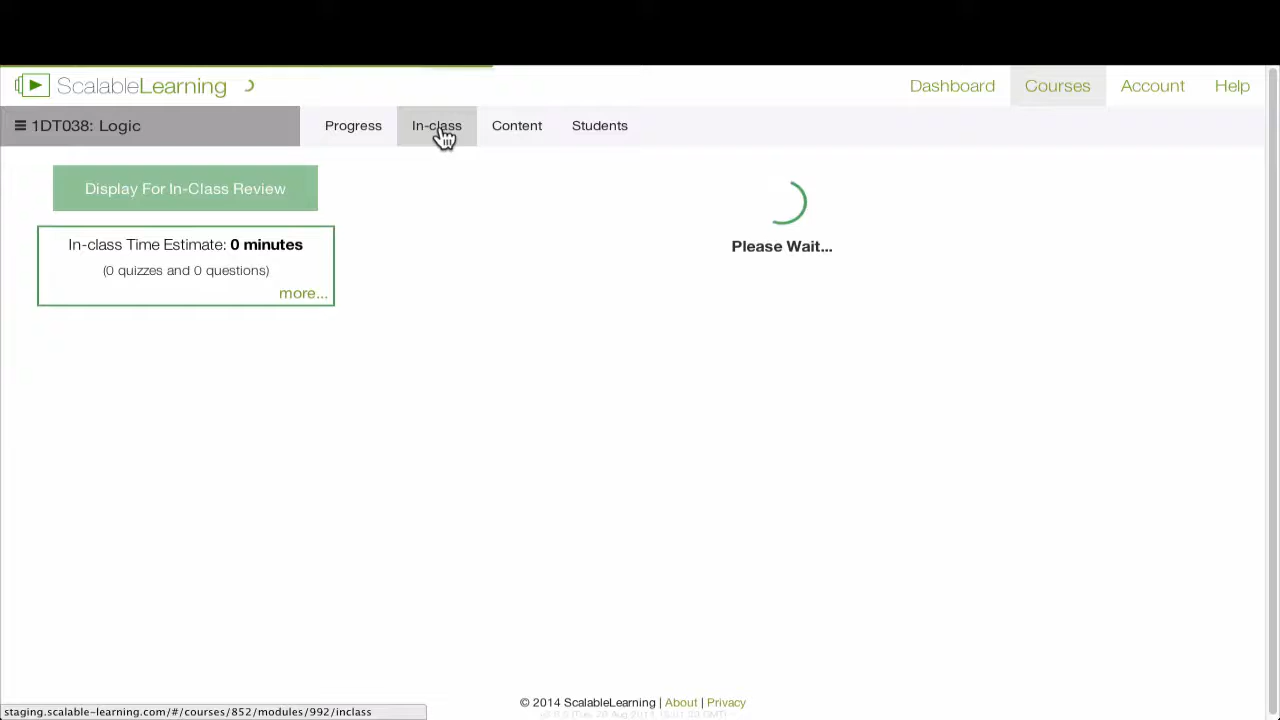 ScalableLearning
Dashboard Courses Account Help
1DT038: Logic
Progress In-class Content Students
Display For In-Class Review
In-class Time Estimate: 0 minutes
(0 quizzes and 0 questions)
more...
Please Wait...
© 2014 ScalableLearning | About | Privacy
staging.scalable-learning.com/#/courses/852/modules/992/inclass